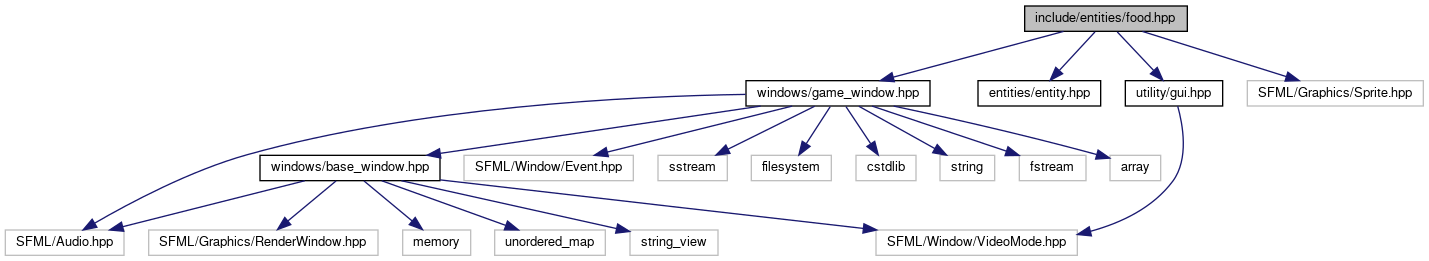 include/entities/food.hpp
windows/game_window.hpp
entities/entity.hpp
utility/gui.hpp
SFML/Graphics/Sprite.hpp
windows/base_window.hpp
SFML/Window/Event.hpp
sstream
filesystem
cstdlib
string
fstream
array
SFML/Audio.hpp
SFML/Graphics/RenderWindow.hpp
memory
unordered_map
string_view
SFML/Window/VideoMode.hpp